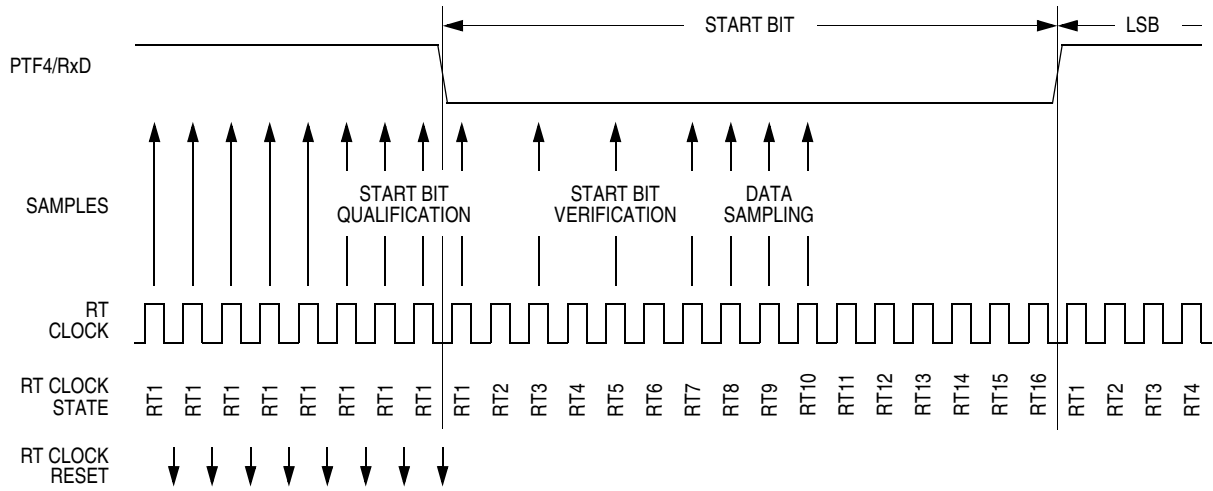 START BIT
LSB
PTF4/RxD
SAMPLES
START BIT
QUALIFICATION
START BIT
VERIFICATION
DATA
SAMPLING
RT
CLOCK
RT CLOCK
STATE
RT1 RT1 RT1 RT1 RT1 RT1 RT1 RT1 RT1 RT2 RT3 RT4 RT5 RT6 RT7 RT8 RT9 RT10 RT11 RT12 RT13 RT14 RT15 RT16 RT1 RT2 RT3 RT4
RT CLOCK
RESET